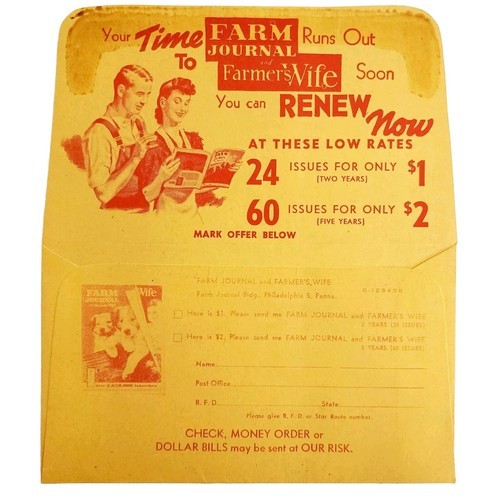 Your Time FARM JOURNAL and Farmer's Wife Runs Out
TO Soon
You can RENEW Now
AT THESE LOW RATES
24 ISSUES FOR ONLY (TWO YEARS) $1
60 ISSUES FOR ONLY (FIVE YEARS) $2
MARK OFFER BELOW
FARM JOURNAL and Wife
FARM JOURNAL and FARMER'S WIFE
Farm Journal Bldg., Philadelphia 5, Penna.
Here is $1. Please send me FARM JOURNAL and FARMER'S WIFE
2 YEARS (24 ISSUES)
Here is $2. Please send me FARM JOURNAL and FARMER'S WIFE
5 YEARS (60 ISSUES)
Name
Post Office
R. F. D. State
Please give R. F. D. or Star Route number.
CHECK, MONEY ORDER or
DOLLAR BILLS may be sent at OUR RISK.